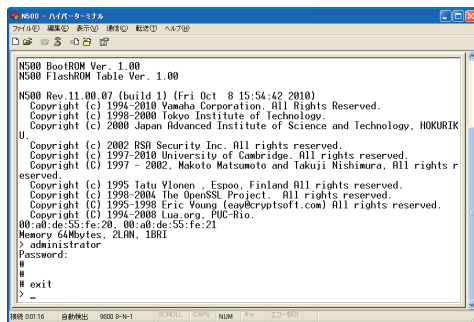 N500 - ハイパーターミナル
ファイル(F) 編集(E) 表示(V) 通信(C) 転送(T) ヘルプ(H)
N500 BootROM Ver. 1.00
N500 FlashROM Table Ver. 1.00
N500 Rev.11.00.07 (build 1) (Fri Oct  8 15:54:42 2010)
Copyright (c) 1994-2010 Yamaha Corporation. All Rights Reserved.
Copyright (c) 1998-2000 Tokyo Institute of Technology.
Copyright (c) 2000 Japan Advanced Institute of Science and Technology, HOKURIK
U.
Copyright (c) 2002 RSA Security Inc. All rights reserved.
Copyright (c) 1997-2010 University of Cambridge. All rights reserved.
Copyright (C) 1997 - 2002, Makoto Matsumoto and Takuji Nishimura, All rights r
eserved.
Copyright (c) 1995 Tatu Ylonen , Espoo, Finland All rights reserved.
Copyright (c) 1998-2004 The OpenSSL Project.  All rights reserved.
Copyright (C) 1995-1998 Eric Young (eay@cryptsoft.com) All rights reserved.
Copyright (C) 1994-2008 Lua.org, PUC-Rio.
00:a0:de:55:fe:20, 00:a0:de:55:fe:21
Memory 64Mbytes, 2LAN, 1BRI
> administrator
Password:
#
#
# exit
> _
接続 0:01:16 自動検出 9600 8-N-1 SCROLL CAPS NUM キャ エコーを印